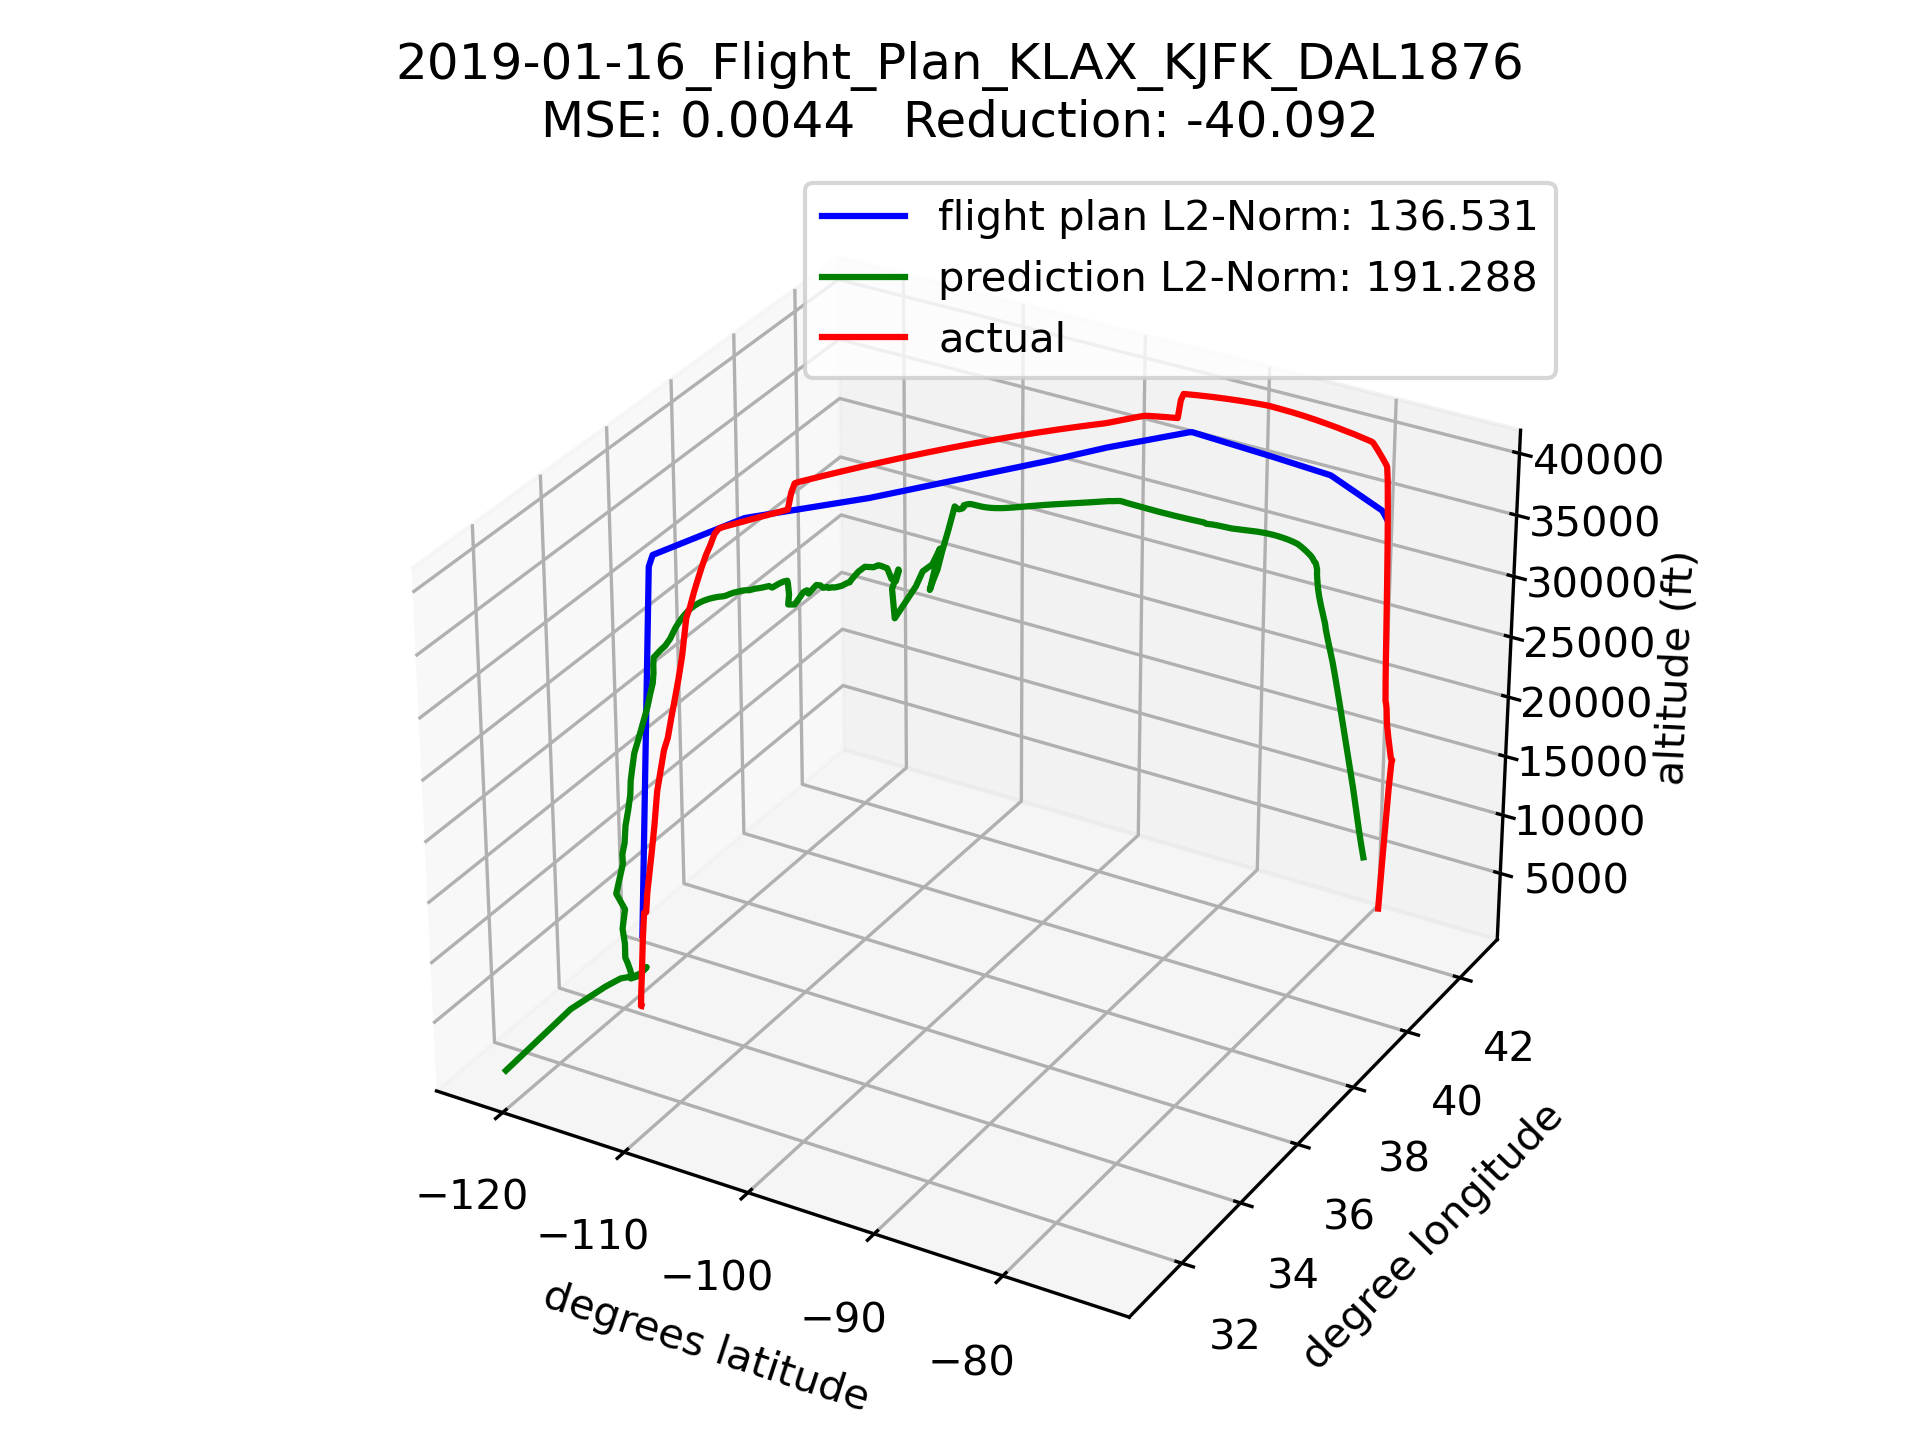 2019-01-16_Flight_Plan_KLAX_KJFK_DAL1876
MSE: 0.0044   Reduction: -40.092
flight plan L2-Norm: 136.531
prediction L2-Norm: 191.288
actual
40000
35000
30000
25000
20000
15000
10000
5000
altitude (ft)
42
40
38
36
34
32
degree longitude
−120
−110
−100
−90
−80
degrees latitude